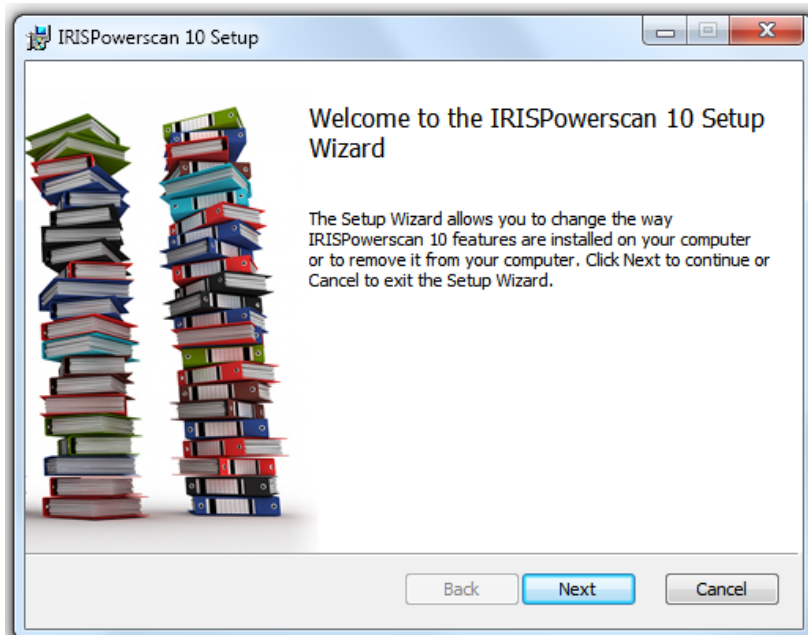 IRISPowerscan 10 Setup
Welcome to the IRISPowerscan 10 Setup
Wizard
The Setup Wizard allows you to change the way
IRISPowerscan 10 features are installed on your computer
or to remove it from your computer. Click Next to continue or
Cancel to exit the Setup Wizard.
Back Next Cancel